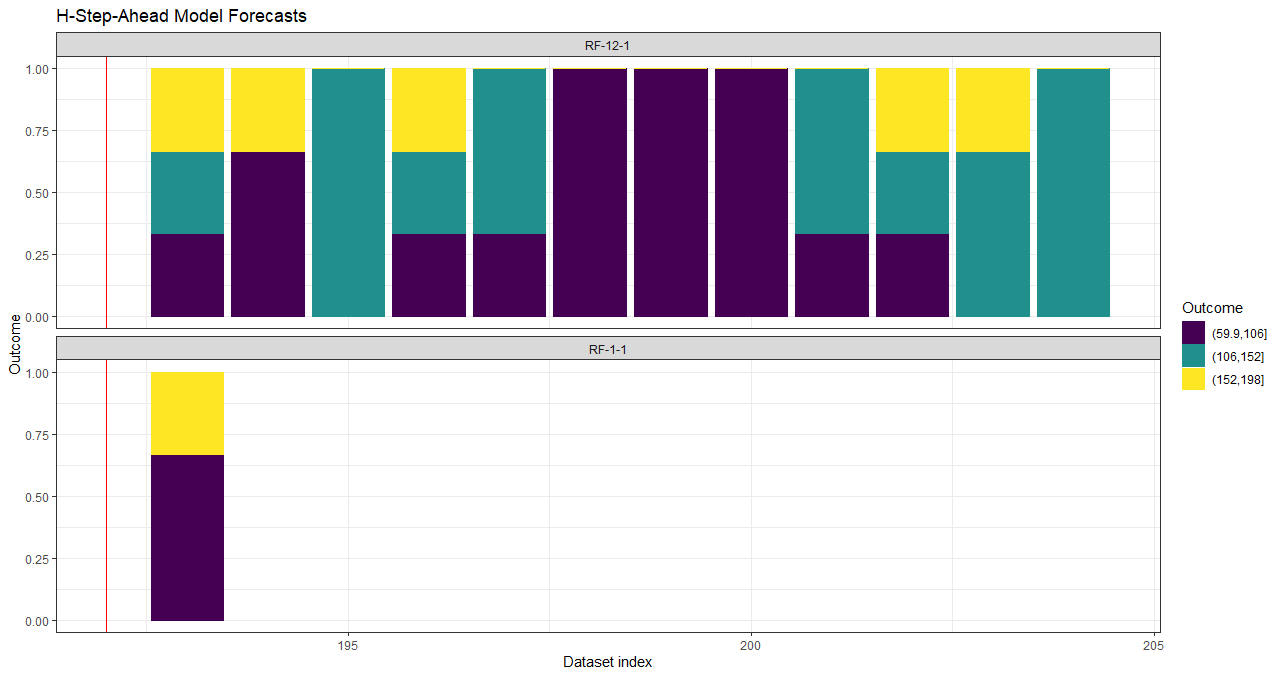 H-Step-Ahead Model Forecasts
RF-12-1
1.00
0.75
0.50
0.25
0.00
Outcome
RF-1-1
1.00
0.75
0.50
0.25
0.00
195
200
205
Dataset index
Outcome
(59.9,106]
(106,152]
(152,198]